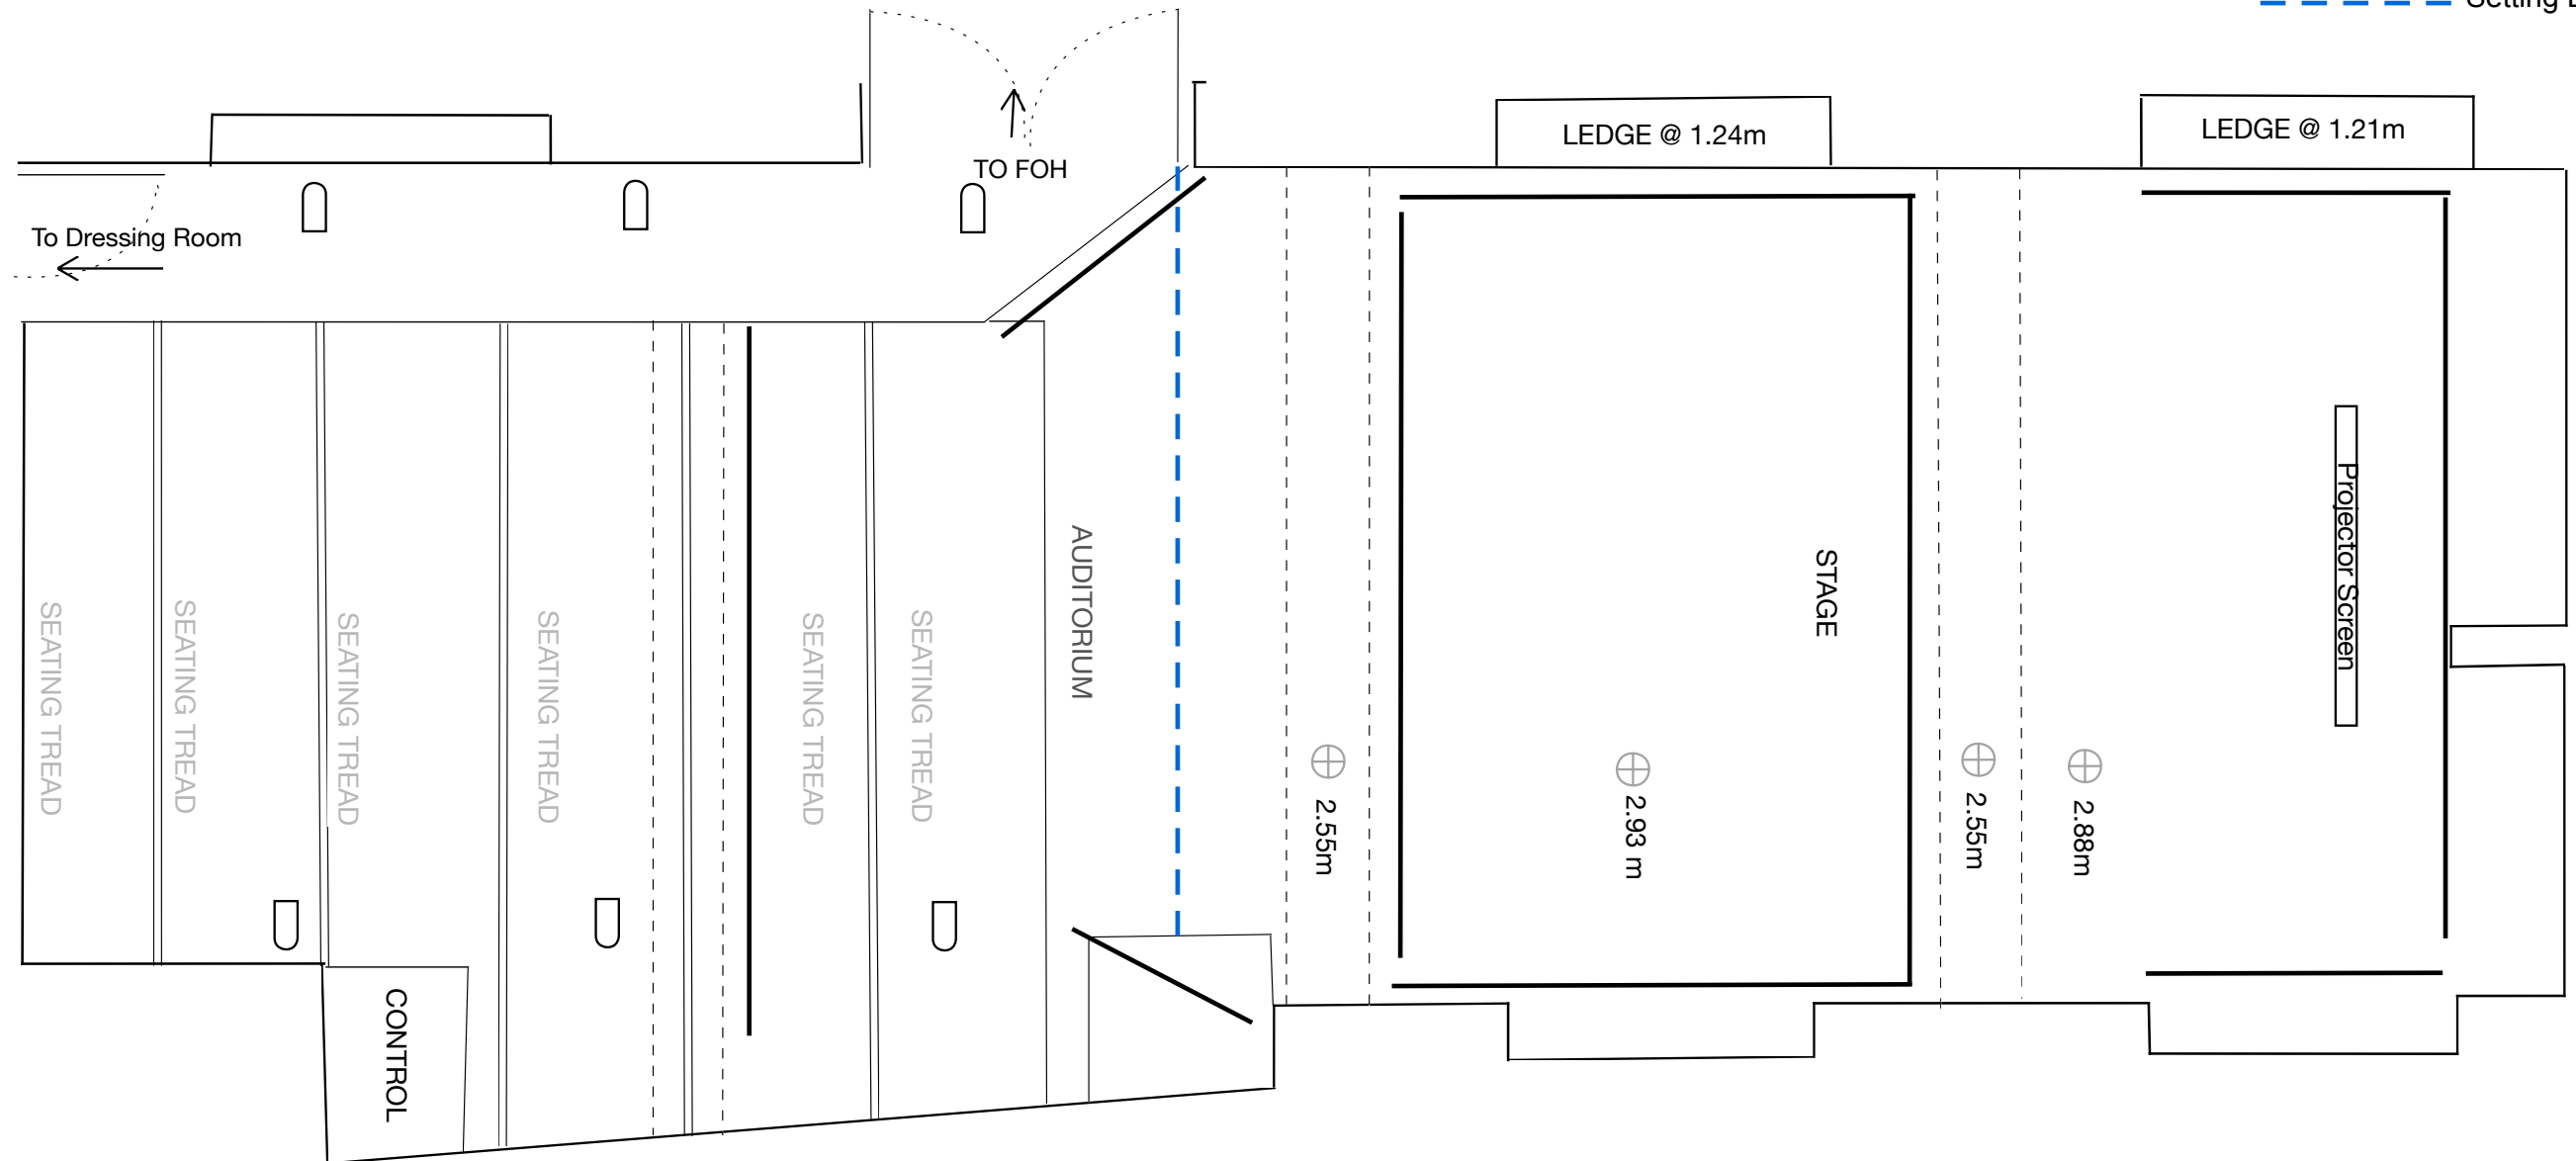 Setting
LEDGE @ 1.24m
LEDGE @ 1.21m
TO FOH
To Dressing Room
SEATING TREAD
SEATING TREAD
SEATING TREAD
SEATING TREAD
SEATING TREAD
SEATING TREAD
AUDITORIUM
STAGE
Projector Screen
2.55m
2.93 m
2.55m
2.88m
CONTROL